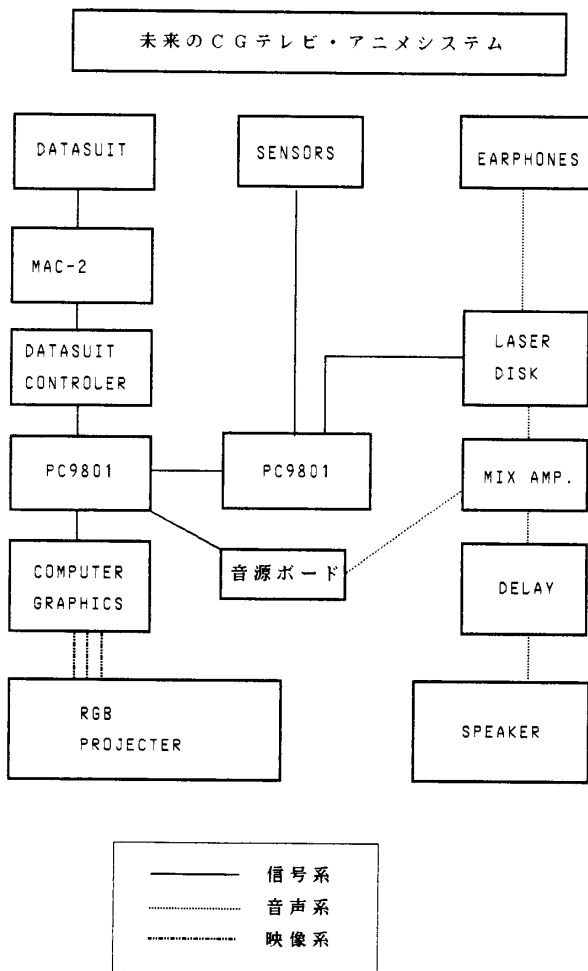 未来のCGテレビ・アニメシステム
DATASUIT
SENSORS
EARPHONES
MAC-2
DATASUIT
CONTROLER
LASER
DISK
PC9801
PC9801
MIX AMP.
COMPUTER
GRAPHICS
音源ボード
DELAY
RGB
PROJECTER
SPEAKER
信号系
音声系
映像系